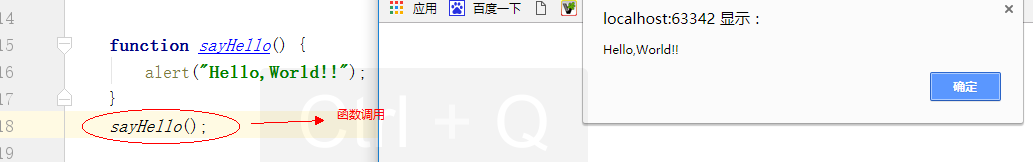 14
15 function sayHello() {
16 alert("Hello,World!!");
17 }
18 sayHello();
19
函数调用
Ctrl + Q
应用 百度一下
localhost:63342 显示：
Hello,World!!
确定